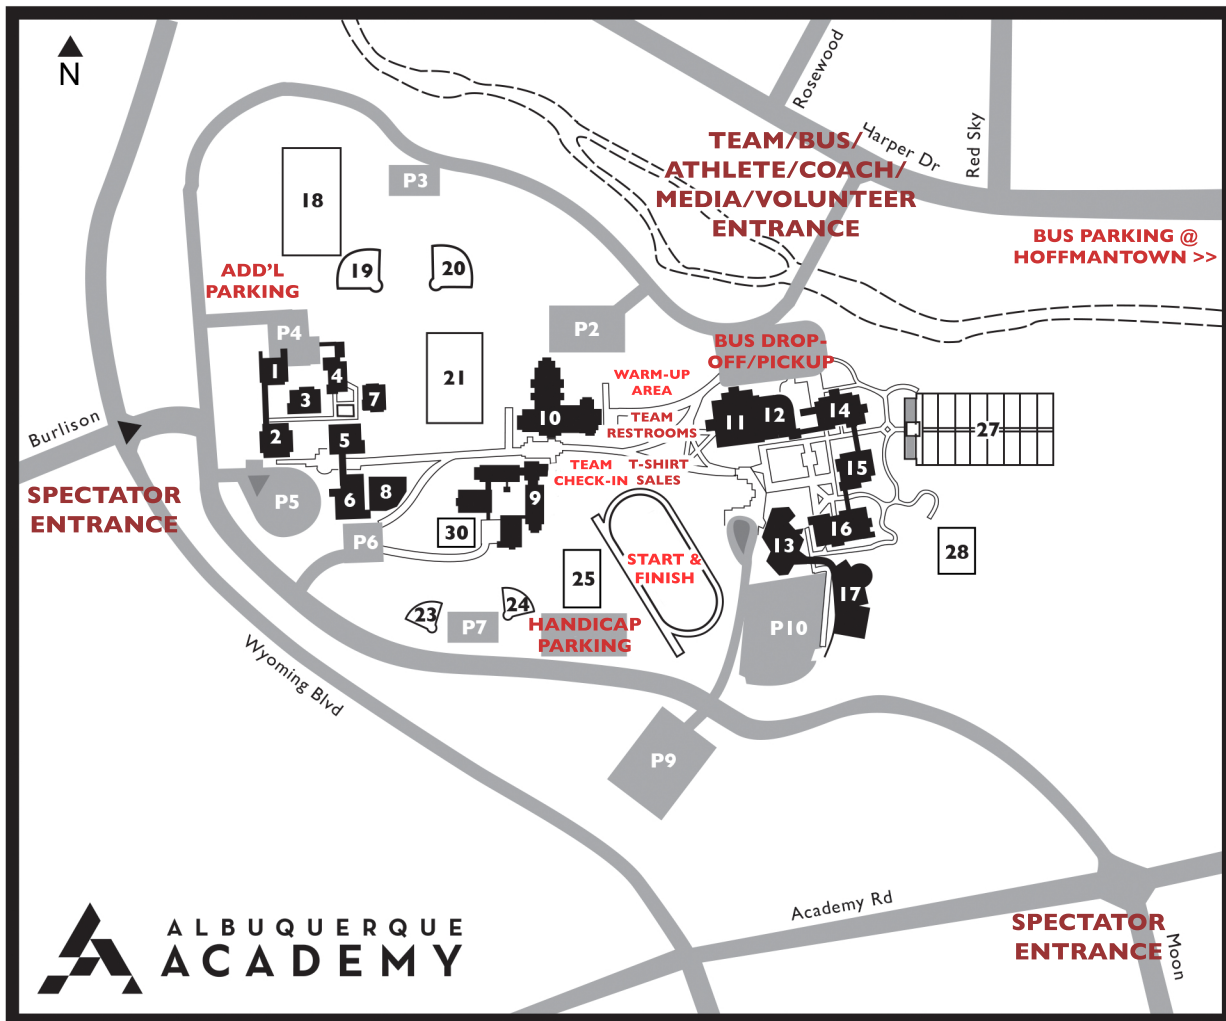 N
Rosewood
Harper Dr
Red Sky
TEAM/BUS/
ATHLETE/COACH/
MEDIA/VOLUNTEER
ENTRANCE
BUS PARKING @
HOFFMANTOWN >>
P3
18
19
20
ADD'L
PARKING
P4
P2
BUS DROP-
OFF/PICKUP
1
4
3
7
21
2
5
6
8
WARM-UP
AREA
10
TEAM
RESTROOMS
11
12
14
27
15
16
Burlison
SPECTATOR
ENTRANCE
P5
P6
TEAM
CHECK-IN
T-SHIRT
SALES
9
30
13
28
17
START &
FINISH
25
23
24
P7
HANDICAP
PARKING
P10
Wyoming Blvd
P9
Academy Rd
SPECTATOR
ENTRANCE
Moon
ALBUQUERQUE
ACADEMY